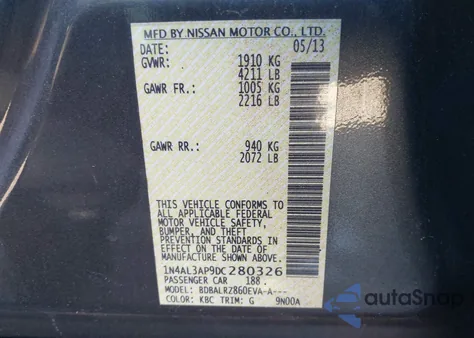 MFD BY NISSAN MOTOR CO., LTD.
DATE: 05/13
GVWR: 1910 KG
4211 LB
GAWR FR.: 1005 KG
2216 LB
GAWR RR.: 940 KG
2072 LB
THIS VEHICLE CONFORMS TO
ALL APPLICABLE FEDERAL
MOTOR VEHICLE SAFETY,
BUMPER, AND THEFT
PREVENTION STANDARDS IN
EFFECT ON THE DATE OF
MANUFACTURE SHOWN ABOVE.
1N4AL3AP9DC280326
PASSENGER CAR 188.
MODEL: BDBALRZ860EVA-A---
COLOR: KBC TRIM: G 9N00A
autoSnap